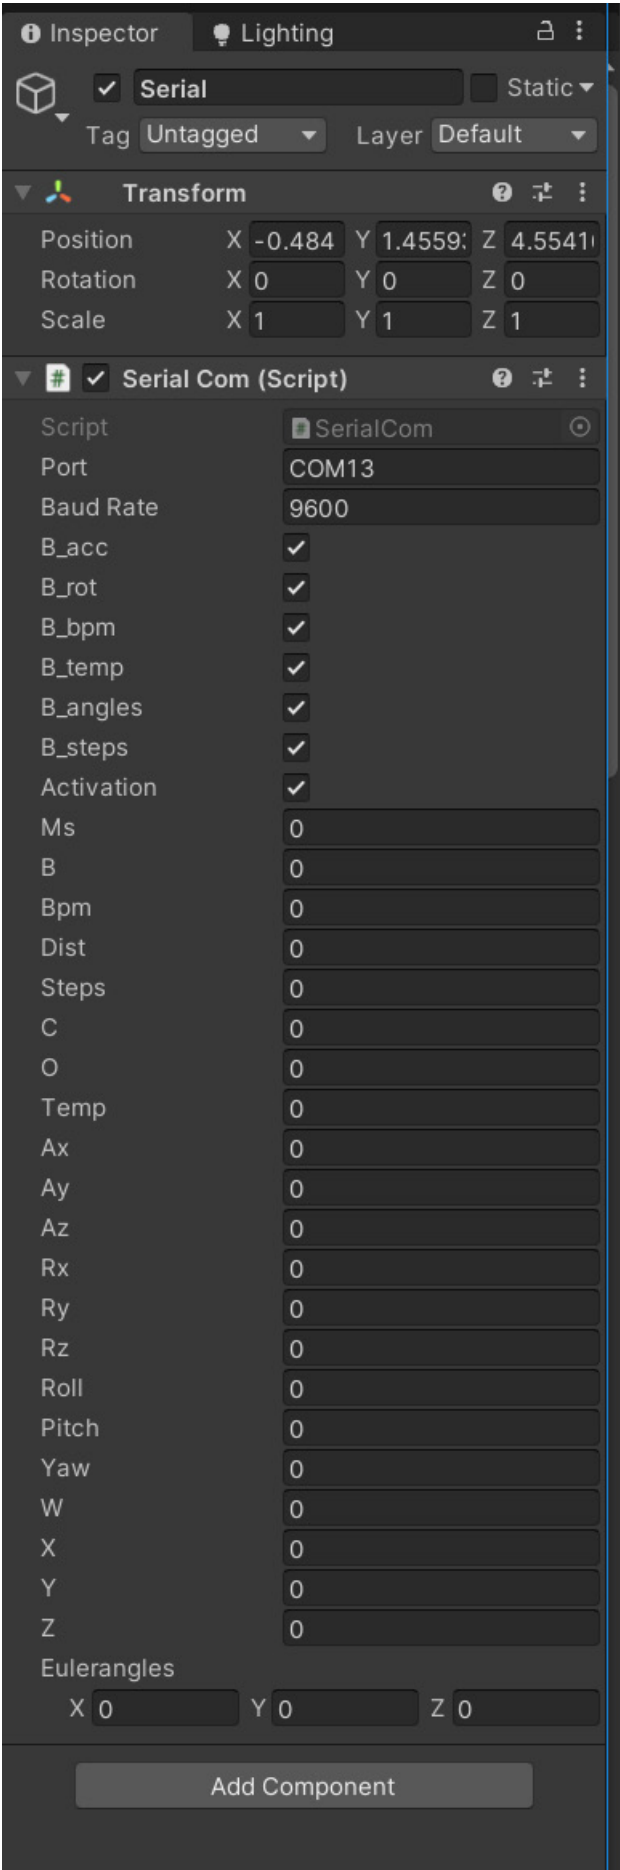 Inspector Lighting
Serial Static
Tag Untagged Layer Default
Transform
Position X -0.484 Y 1.4559 Z 4.5541
Rotation X 0 Y 0 Z 0
Scale X 1 Y 1 Z 1
# Serial Com (Script)
Script # SerialCom
Port COM13
Baud Rate 9600
B_acc
B_rot
B_bpm
B_temp
B_angles
B_steps
Activation
Ms 0
B 0
Bpm 0
Dist 0
Steps 0
C 0
O 0
Temp 0
Ax 0
Ay 0
Az 0
Rx 0
Ry 0
Rz 0
Roll 0
Pitch 0
Yaw 0
W 0
X 0
Y 0
Z 0
Eulerangles
X 0 Y 0 Z 0
Add Component